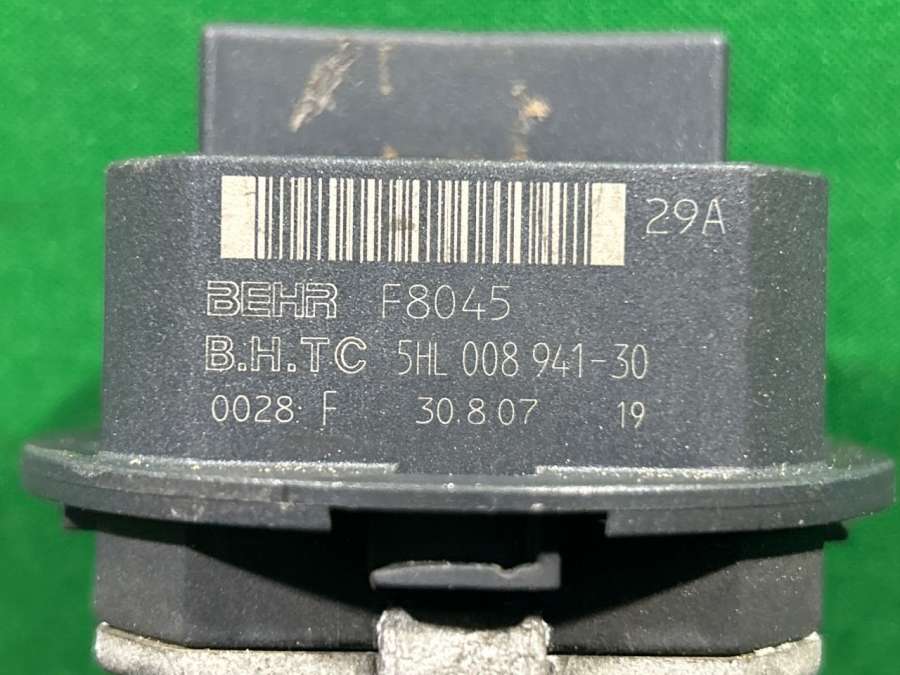 29A
BEHR F8045
B.H.TC 5HL 008 941-30
0028 F 30.8.07 19